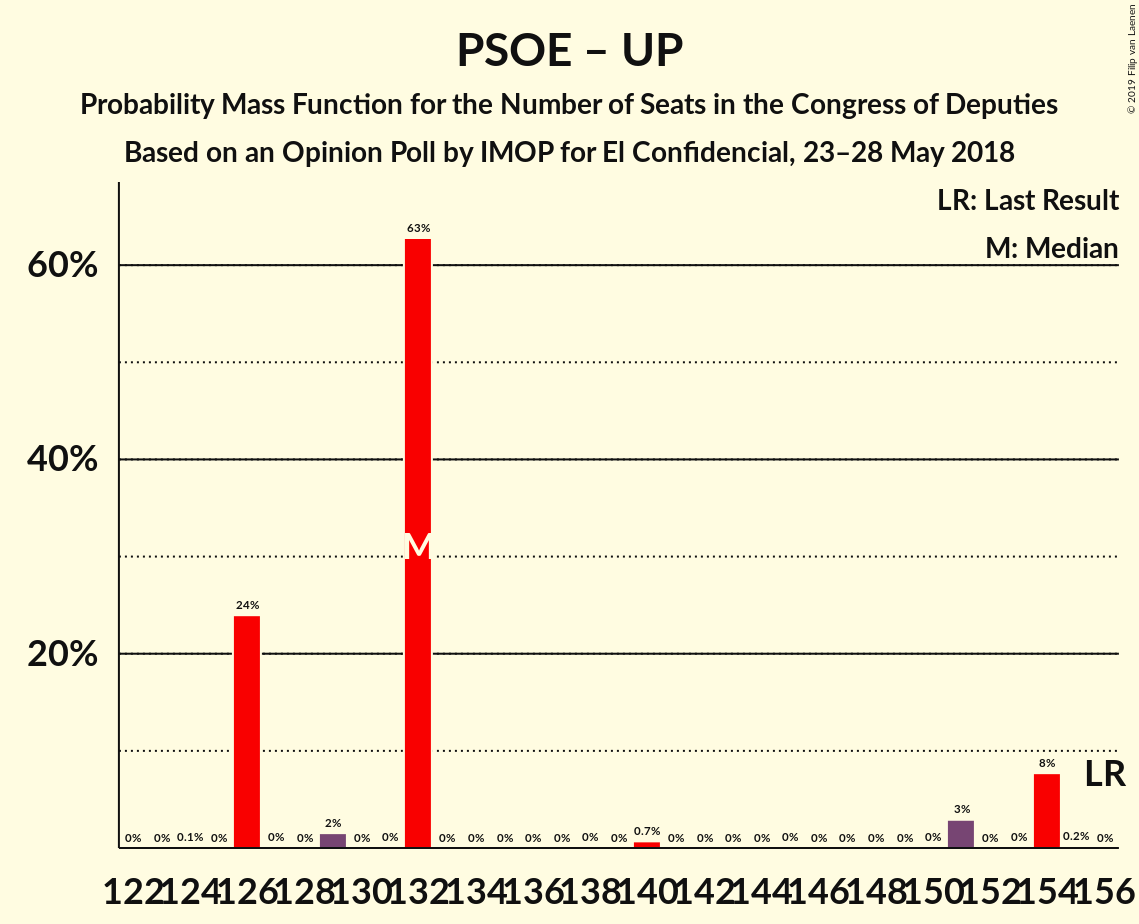 PSOE – UP
Probability Mass Function for the Number of Seats in the Congress of Deputies
Based on an Opinion Poll by IMOP for El Confidencial, 23–28 May 2018
© 2019 Filip van Laenen
LR: Last Result
M: Median
60%
40%
20%
63%
M
24%
8%
LR
3%
2%
0% 0% 0.1% 0% 0% 0% 0% 0% 0% 0% 0% 0% 0% 0% 0% 0.7% 0% 0% 0% 0% 0% 0% 0% 0% 0% 0% 0% 0% 0.2% 0%
122 124 126 128 130 132 134 136 138 140 142 144 146 148 150 152 154 156